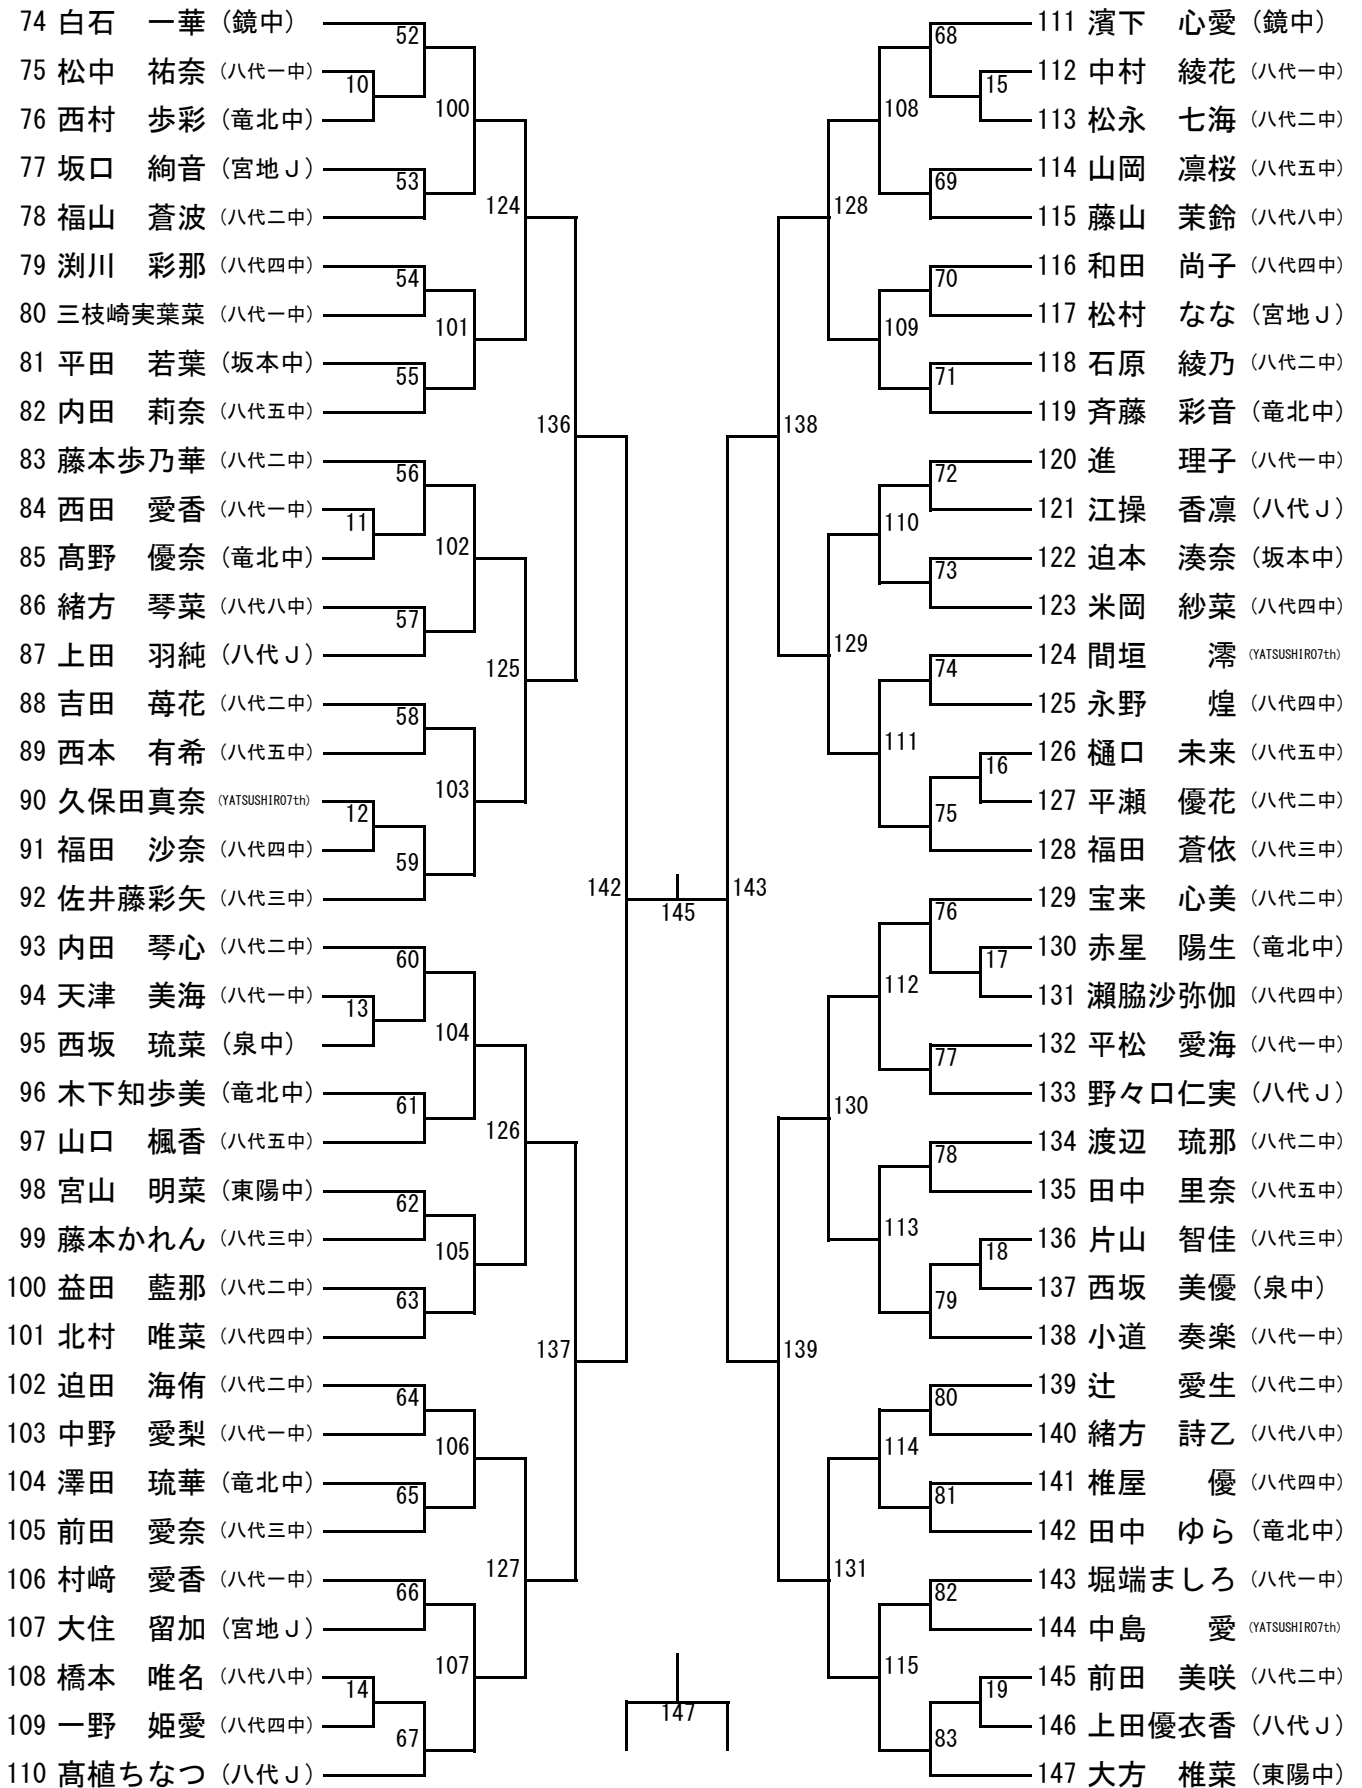 74 白石　一華（鏡中）
75 松中　祐奈（八代一中）
76 西村　歩彩（竜北中）
77 坂口　絢音（宮地Ｊ）
78 福山　蒼波（八代二中）
79 渕川　彩那（八代四中）
80 三枝崎実葉菜（八代一中）
81 平田　若葉（坂本中）
82 内田　莉奈（八代五中）
83 藤本歩乃華（八代二中）
84 西田　愛香（八代一中）
85 髙野　優奈（竜北中）
86 緒方　琴菜（八代八中）
87 上田　羽純（八代Ｊ）
88 吉田　苺花（八代二中）
89 西本　有希（八代五中）
90 久保田真奈（YATSUSHIRO7th）
91 福田　沙奈（八代四中）
92 佐井藤彩矢（八代三中）
93 内田　琴心（八代二中）
94 天津　美海（八代一中）
95 西坂　琉菜（泉中）
96 木下知歩美（竜北中）
97 山口　楓香（八代五中）
98 宮山　明菜（東陽中）
99 藤本かれん（八代三中）
100 益田　藍那（八代二中）
101 北村　唯菜（八代四中）
102 迫田　海侑（八代二中）
103 中野　愛梨（八代一中）
104 澤田　琉華（竜北中）
105 前田　愛奈（八代三中）
106 村﨑　愛香（八代一中）
107 大住　留加（宮地Ｊ）
108 橋本　唯名（八代八中）
109 一野　姫愛（八代四中）
110 髙植ちなつ（八代Ｊ）
10
11
12
13
14
52
53
54
55
56
57
58
59
60
61
62
63
64
65
66
67
100
101
102
103
104
105
106
107
124
125
126
127
136
137
142
145
147
143
138
139
128
129
130
131
108
109
110
111
112
113
114
115
68
69
70
71
72
73
74
75
76
77
78
79
80
81
82
83
15
16
17
18
19
111 濱下　心愛（鏡中）
112 中村　綾花（八代一中）
113 松永　七海（八代二中）
114 山岡　凛桜（八代五中）
115 藤山　茉鈴（八代八中）
116 和田　尚子（八代四中）
117 松村　なな（宮地Ｊ）
118 石原　綾乃（八代二中）
119 斉藤　彩音（竜北中）
120 進　　理子（八代一中）
121 江操　香凛（八代Ｊ）
122 迫本　湊奈（坂本中）
123 米岡　紗菜（八代四中）
124 間垣　　澪（YATSUSHIRO7th）
125 永野　　煌（八代四中）
126 樋口　未来（八代五中）
127 平瀬　優花（八代二中）
128 福田　蒼依（八代三中）
129 宝来　心美（八代二中）
130 赤星　陽生（竜北中）
131 瀨脇沙弥伽（八代四中）
132 平松　愛海（八代一中）
133 野々口仁実（八代Ｊ）
134 渡辺　琉那（八代二中）
135 田中　里奈（八代五中）
136 片山　智佳（八代三中）
137 西坂　美優（泉中）
138 小道　奏楽（八代一中）
139 辻　　愛生（八代二中）
140 緒方　詩乙（八代八中）
141 椎屋　　優（八代四中）
142 田中　ゆら（竜北中）
143 堀端ましろ（八代一中）
144 中島　　愛（YATSUSHIRO7th）
145 前田　美咲（八代二中）
146 上田優衣香（八代Ｊ）
147 大方　椎菜（東陽中）